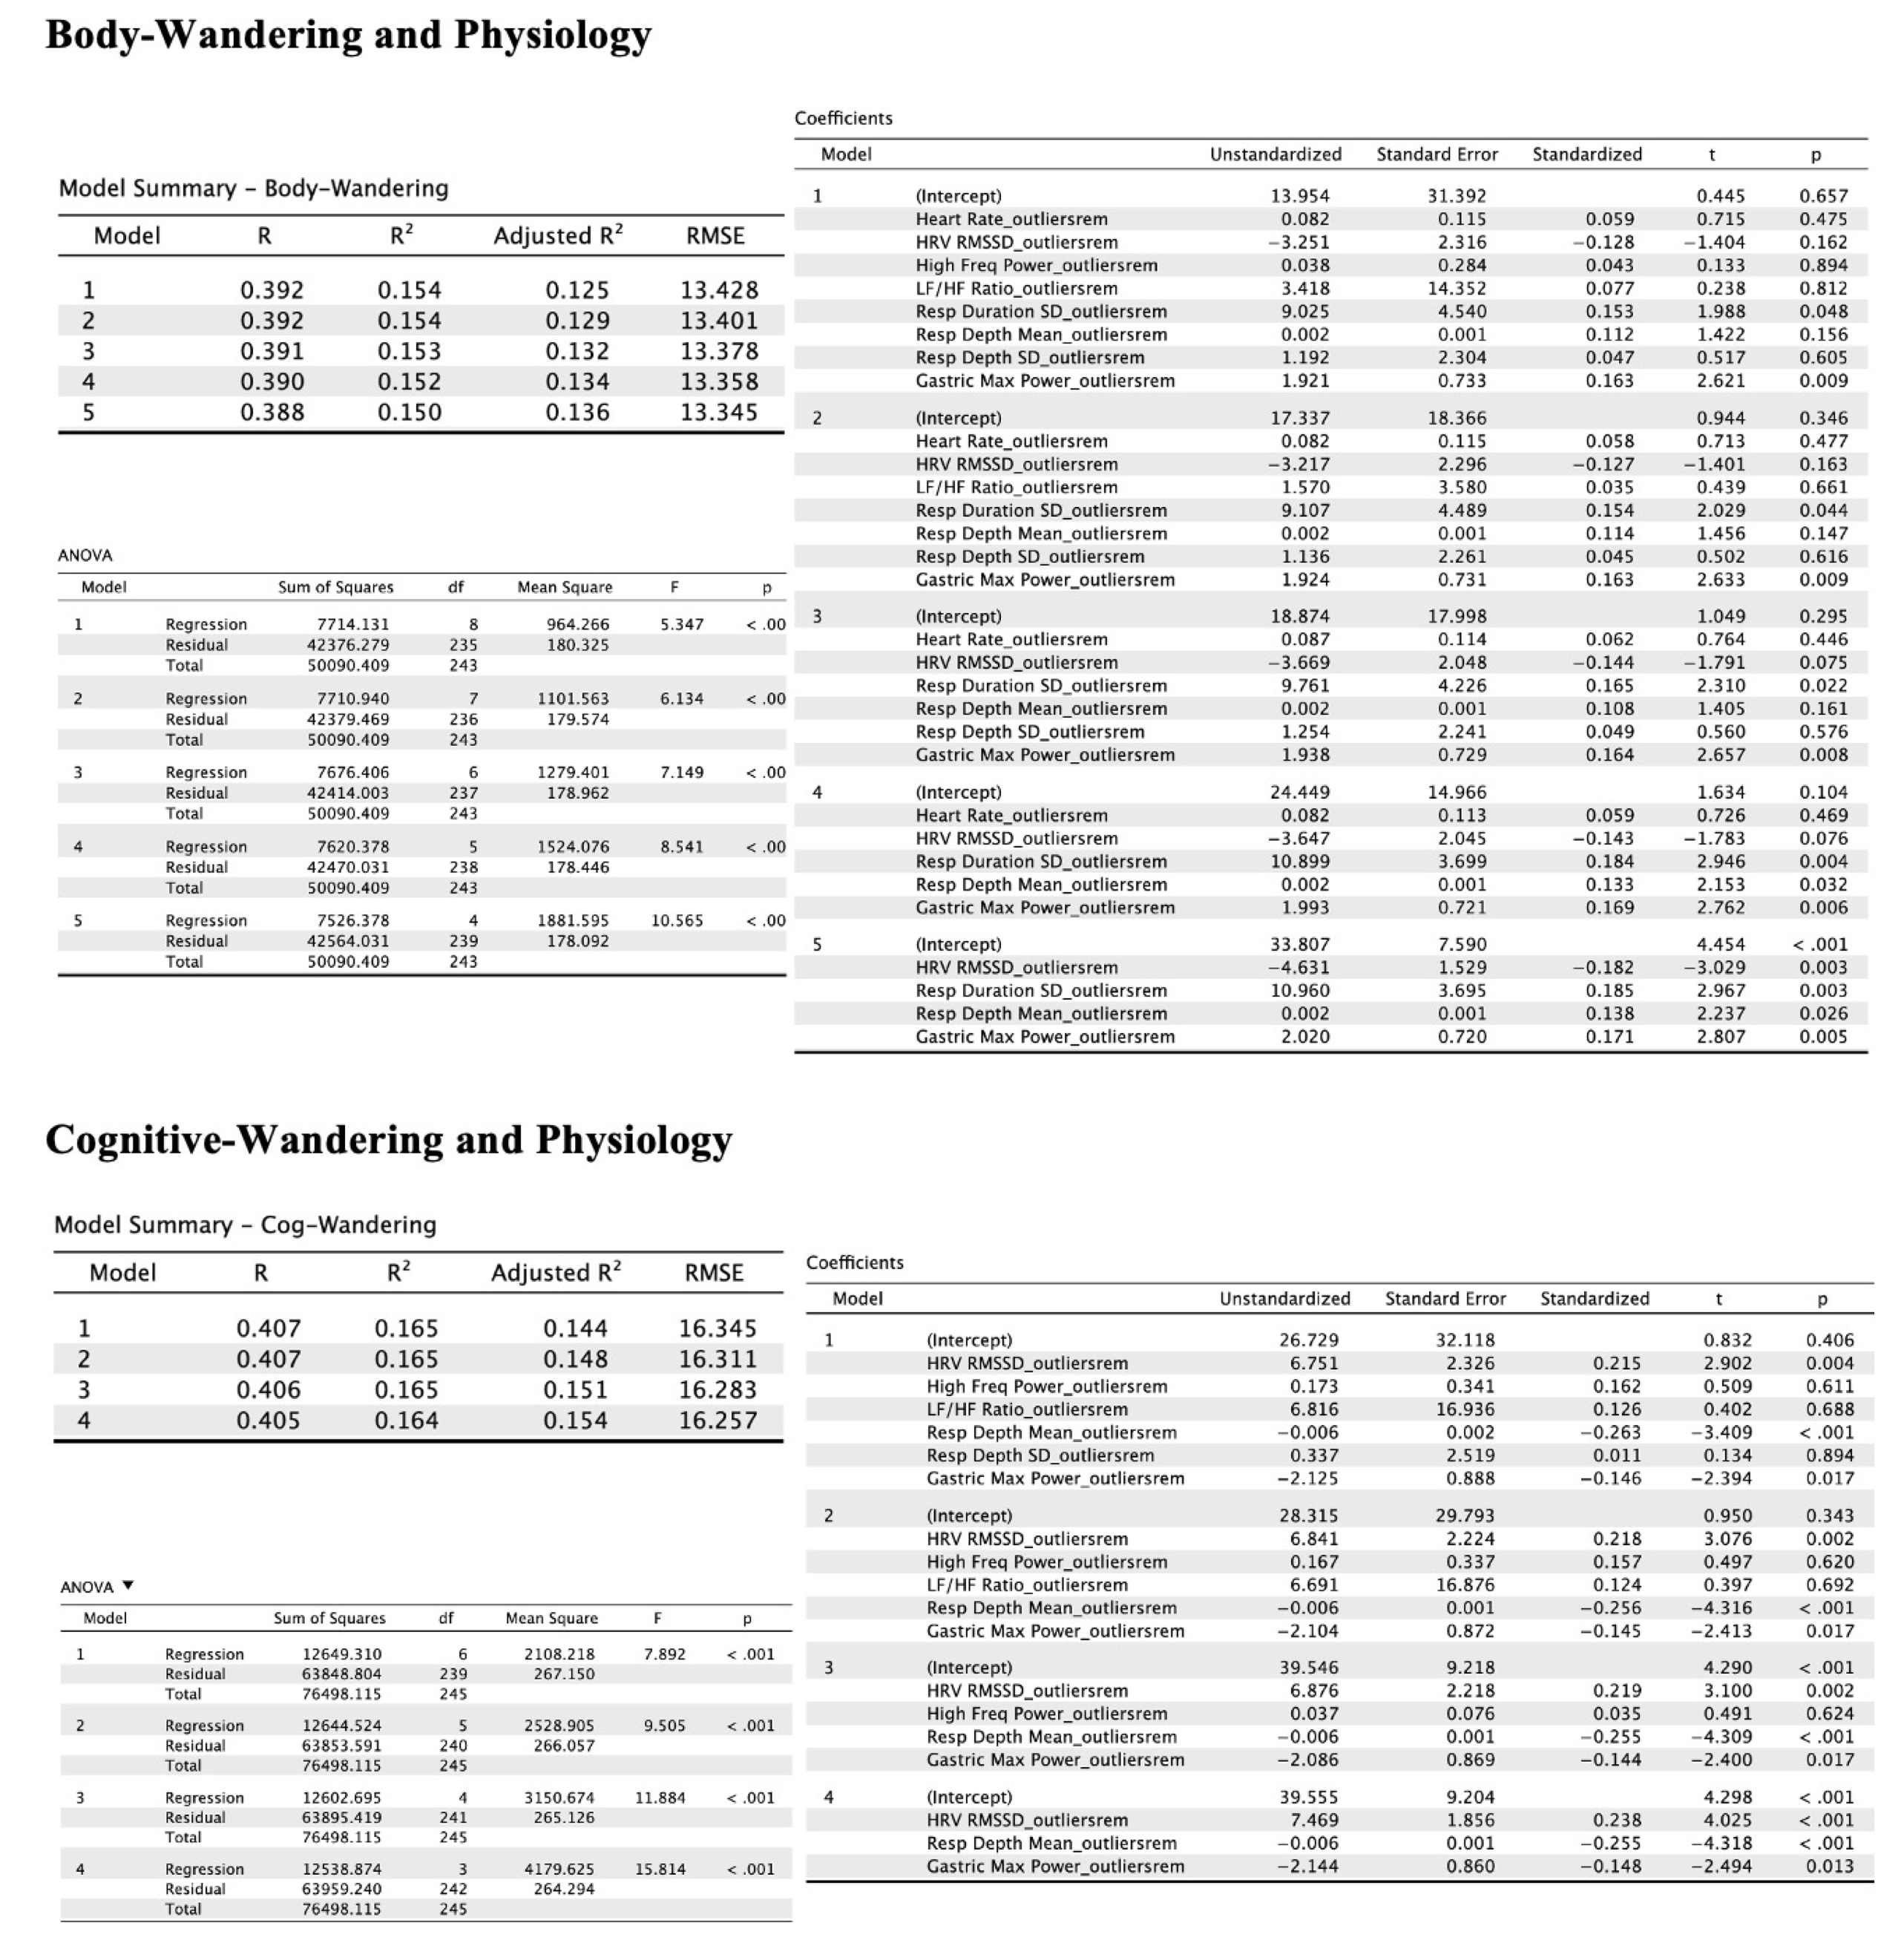 Body-Wandering and Physiology
Model Summary – Body-Wandering
Model R R² Adjusted R² RMSE
1 0.392 0.154 0.125 13.428
2 0.392 0.154 0.129 13.401
3 0.391 0.153 0.132 13.378
4 0.390 0.152 0.134 13.358
5 0.388 0.150 0.136 13.345
ANOVA
Model Sum of Squares df Mean Square F p
1 Regression 7714.131 8 964.266 5.347 < .00
Residual 42376.279 235 180.325
Total 50090.409 243
2 Regression 7710.940 7 1101.563 6.134 < .00
Residual 42379.469 236 179.574
Total 50090.409 243
3 Regression 7676.406 6 1279.401 7.149 < .00
Residual 42414.003 237 178.962
Total 50090.409 243
4 Regression 7620.378 5 1524.076 8.541 < .00
Residual 42470.031 238 178.446
Total 50090.409 243
5 Regression 7526.378 4 1881.595 10.565 < .00
Residual 42564.031 239 178.092
Total 50090.409 243
Coefficients
Model Unstandardized Standard Error Standardized t p
1 (Intercept) 13.954 31.392 0.445 0.657
Heart Rate_outliersrem 0.082 0.115 0.059 0.715 0.475
HRV RMSSD_outliersrem −3.251 2.316 −0.128 −1.404 0.162
High Freq Power_outliersrem 0.038 0.284 0.043 0.133 0.894
LF/HF Ratio_outliersrem 3.418 14.352 0.077 0.238 0.812
Resp Duration SD_outliersrem 9.025 4.540 0.153 1.988 0.048
Resp Depth Mean_outliersrem 0.002 0.001 0.112 1.422 0.156
Resp Depth SD_outliersrem 1.192 2.304 0.047 0.517 0.605
Gastric Max Power_outliersrem 1.921 0.733 0.163 2.621 0.009
2 (Intercept) 17.337 18.366 0.944 0.346
Heart Rate_outliersrem 0.082 0.115 0.058 0.713 0.477
HRV RMSSD_outliersrem −3.217 2.296 −0.127 −1.401 0.163
LF/HF Ratio_outliersrem 1.570 3.580 0.035 0.439 0.661
Resp Duration SD_outliersrem 9.107 4.489 0.154 2.029 0.044
Resp Depth Mean_outliersrem 0.002 0.001 0.114 1.456 0.147
Resp Depth SD_outliersrem 1.136 2.261 0.045 0.502 0.616
Gastric Max Power_outliersrem 1.924 0.731 0.163 2.633 0.009
3 (Intercept) 18.874 17.998 1.049 0.295
Heart Rate_outliersrem 0.087 0.114 0.062 0.764 0.446
HRV RMSSD_outliersrem −3.669 2.048 −0.144 −1.791 0.075
Resp Duration SD_outliersrem 9.761 4.226 0.165 2.310 0.022
Resp Depth Mean_outliersrem 0.002 0.001 0.108 1.405 0.161
Resp Depth SD_outliersrem 1.254 2.241 0.049 0.560 0.576
Gastric Max Power_outliersrem 1.938 0.729 0.164 2.657 0.008
4 (Intercept) 24.449 14.966 1.634 0.104
Heart Rate_outliersrem 0.082 0.113 0.059 0.726 0.469
HRV RMSSD_outliersrem −3.647 2.045 −0.143 −1.783 0.076
Resp Duration SD_outliersrem 10.899 3.699 0.184 2.946 0.004
Resp Depth Mean_outliersrem 0.002 0.001 0.133 2.153 0.032
Gastric Max Power_outliersrem 1.993 0.721 0.169 2.762 0.006
5 (Intercept) 33.807 7.590 4.454 < .001
HRV RMSSD_outliersrem −4.631 1.529 −0.182 −3.029 0.003
Resp Duration SD_outliersrem 10.960 3.695 0.185 2.967 0.003
Resp Depth Mean_outliersrem 0.002 0.001 0.138 2.237 0.026
Gastric Max Power_outliersrem 2.020 0.720 0.171 2.807 0.005
Cognitive-Wandering and Physiology
Model Summary – Cog-Wandering
Model R R² Adjusted R² RMSE
1 0.407 0.165 0.144 16.345
2 0.407 0.165 0.148 16.311
3 0.406 0.165 0.151 16.283
4 0.405 0.164 0.154 16.257
ANOVA ▼
Model Sum of Squares df Mean Square F p
1 Regression 12649.310 6 2108.218 7.892 < .001
Residual 63848.804 239 267.150
Total 76498.115 245
2 Regression 12644.524 5 2528.905 9.505 < .001
Residual 63853.591 240 266.057
Total 76498.115 245
3 Regression 12602.695 4 3150.674 11.884 < .001
Residual 63895.419 241 265.126
Total 76498.115 245
4 Regression 12538.874 3 4179.625 15.814 < .001
Residual 63959.240 242 264.294
Total 76498.115 245
Coefficients
Model Unstandardized Standard Error Standardized t p
1 (Intercept) 26.729 32.118 0.832 0.406
HRV RMSSD_outliersrem 6.751 2.326 0.215 2.902 0.004
High Freq Power_outliersrem 0.173 0.341 0.162 0.509 0.611
LF/HF Ratio_outliersrem 6.816 16.936 0.126 0.402 0.688
Resp Depth Mean_outliersrem −0.006 0.002 −0.263 −3.409 < .001
Resp Depth SD_outliersrem 0.337 2.519 0.011 0.134 0.894
Gastric Max Power_outliersrem −2.125 0.888 −0.146 −2.394 0.017
2 (Intercept) 28.315 29.793 0.950 0.343
HRV RMSSD_outliersrem 6.841 2.224 0.218 3.076 0.002
High Freq Power_outliersrem 0.167 0.337 0.157 0.497 0.620
LF/HF Ratio_outliersrem 6.691 16.876 0.124 0.397 0.692
Resp Depth Mean_outliersrem −0.006 0.001 −0.256 −4.316 < .001
Gastric Max Power_outliersrem −2.104 0.872 −0.145 −2.413 0.017
3 (Intercept) 39.546 9.218 4.290 < .001
HRV RMSSD_outliersrem 6.876 2.218 0.219 3.100 0.002
High Freq Power_outliersrem 0.037 0.076 0.035 0.491 0.624
Resp Depth Mean_outliersrem −0.006 0.001 −0.255 −4.309 < .001
Gastric Max Power_outliersrem −2.086 0.869 −0.144 −2.400 0.017
4 (Intercept) 39.555 9.204 4.298 < .001
HRV RMSSD_outliersrem 7.469 1.856 0.238 4.025 < .001
Resp Depth Mean_outliersrem −0.006 0.001 −0.255 −4.318 < .001
Gastric Max Power_outliersrem −2.144 0.860 −0.148 −2.494 0.013